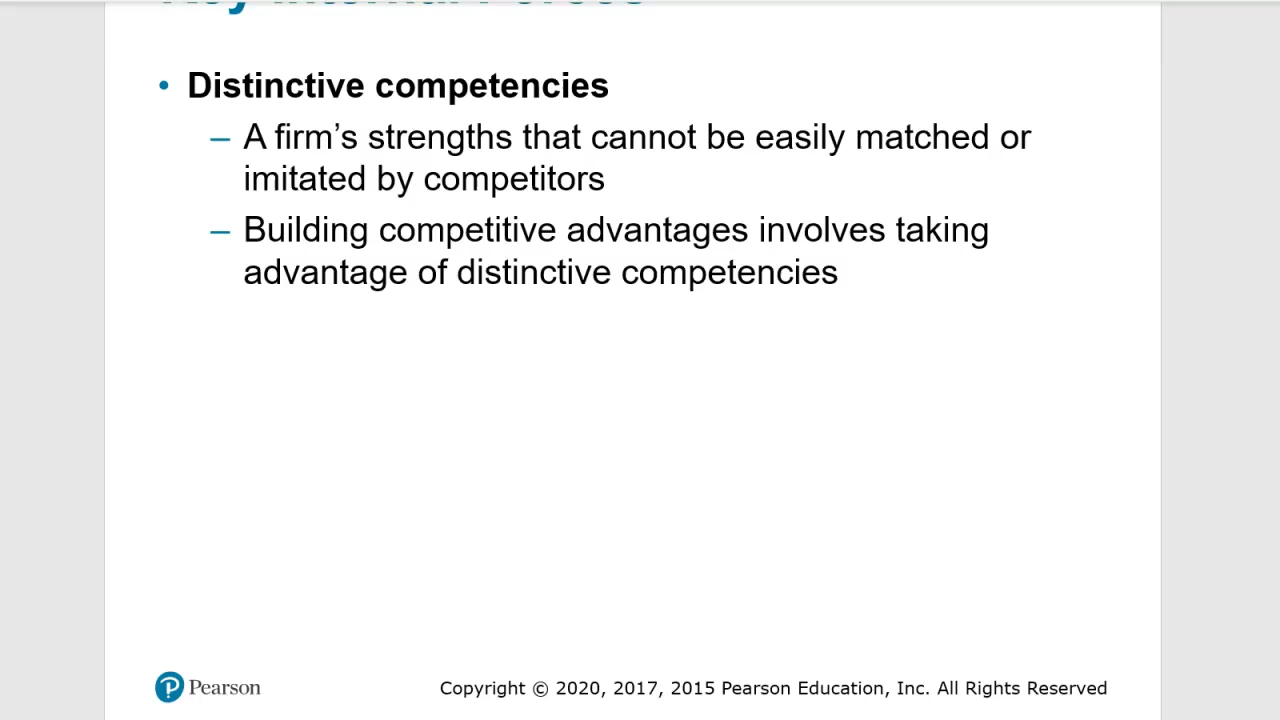 • Distinctive competencies
– A firm’s strengths that cannot be easily matched or
imitated by competitors
– Building competitive advantages involves taking
advantage of distinctive competencies
Pearson
Copyright © 2020, 2017, 2015 Pearson Education, Inc. All Rights Reserved